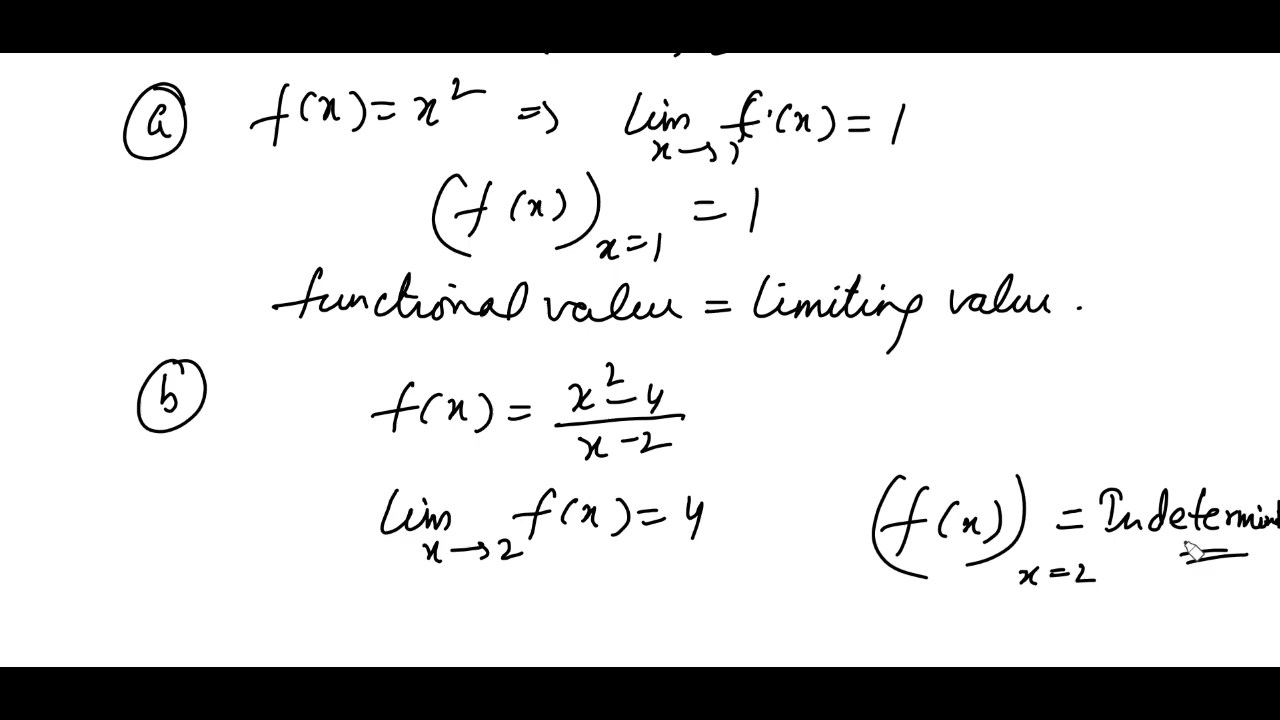 a f(x) = x² ⇒ lim x→1 f(x) = 1
(f(x)) x=1 = 1
functional value = limiting value.
b f(x) = x²-4 / x-2
lim x→2 f(x) = 4 (f(x)) x=2 = Indetermin